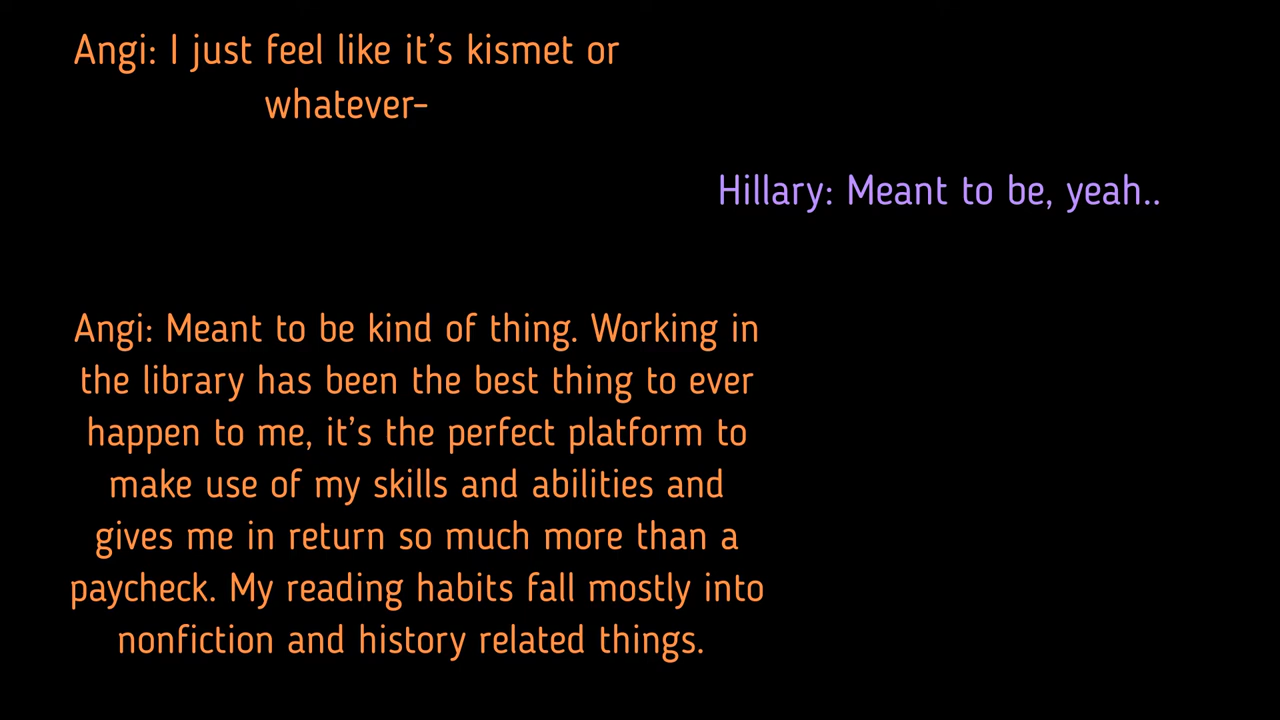 Angi: I just feel like it’s kismet or
whatever-
Hillary: Meant to be, yeah..
Angi: Meant to be kind of thing. Working in
the library has been the best thing to ever
happen to me, it’s the perfect platform to
make use of my skills and abilities and
gives me in return so much more than a
paycheck. My reading habits fall mostly into
nonfiction and history related things.